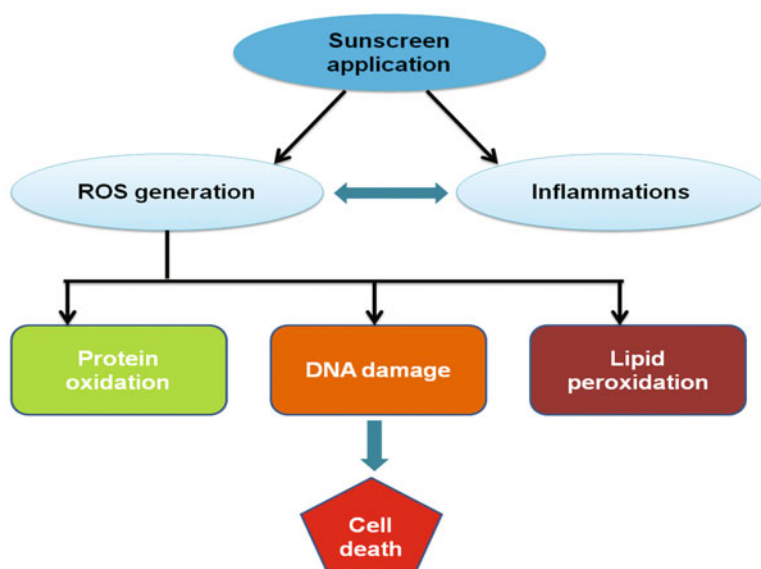 Sunscreen
application
ROS generation
Inflammations
Protein
oxidation
DNA damage
Lipid
peroxidation
Cell
death